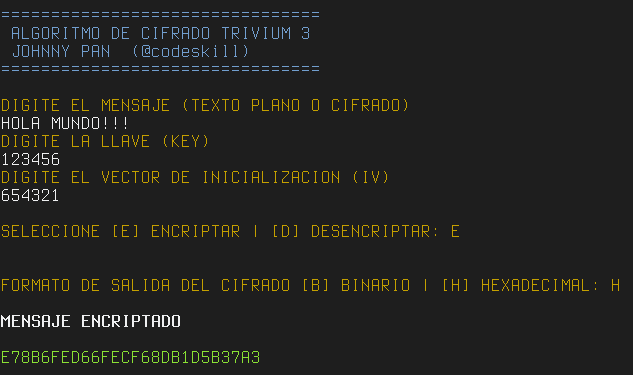 ================================
ALGORITMO DE CIFRADO TRIVIUM 3
JOHNNY PAN (@codeskill)
================================
DIGITE EL MENSAJE (TEXTO PLANO O CIFRADO)
HOLA MUNDO!!!
DIGITE LA LLAVE (KEY)
123456
DIGITE EL VECTOR DE INICIALIZACION (IV)
654321
SELECCIONE [E] ENCRIPTAR | [D] DESENCRIPTAR: E
FORMATO DE SALIDA DEL CIFRADO [B] BINARIO | [H] HEXADECIMAL: H
MENSAJE ENCRIPTADO
E78B6FED66FECF68DB1D5B37A3